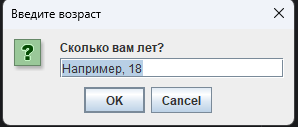 Введите возраст
Сколько вам лет?
Например, 18
OK
Cancel